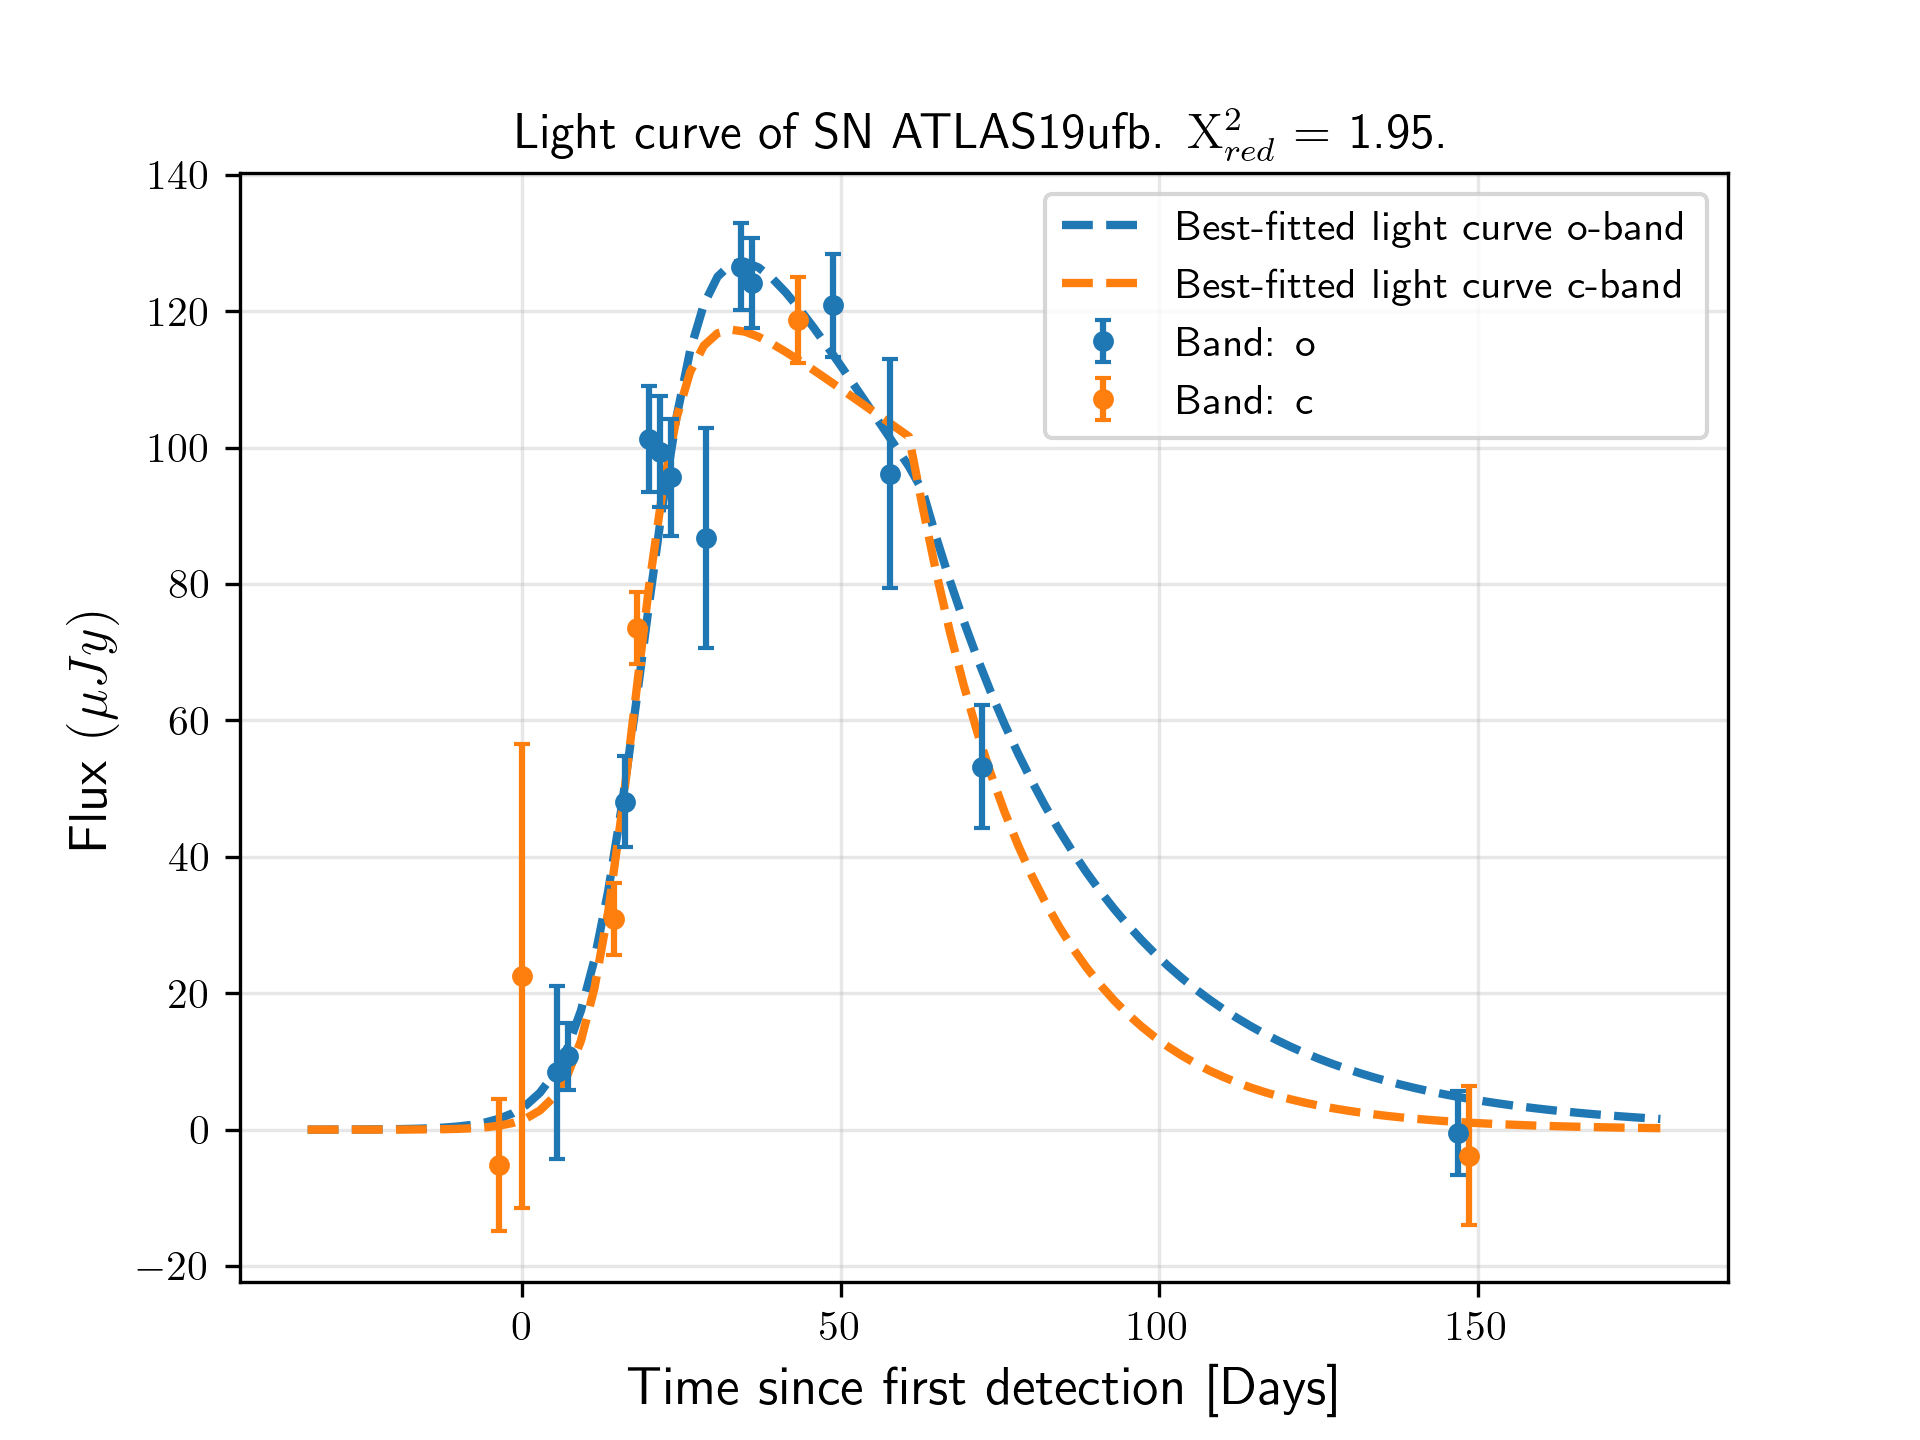 Light curve of SN ATLAS19ufb. X²_red = 1.95.
140
120
100
80
60
40
20
0
−20
Flux (μJy)
Best-fitted light curve o-band
Best-fitted light curve c-band
Band: o
Band: c
0 50 100 150
Time since first detection [Days]